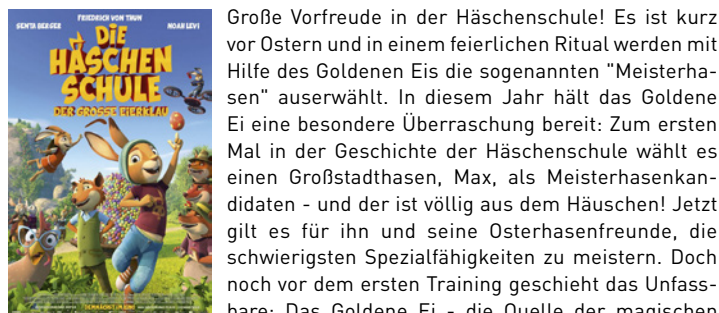 SENTA BERGER
FRIEDRICH VON THUN
NOAH LEVI
DIE
HÄSCHEN
SCHULE
DER GROSSE EIERKLAU
DEMNÄCHST IM KINO
Große Vorfreude in der Häschenschule! Es ist kurz
vor Ostern und in einem feierlichen Ritual werden mit
Hilfe des Goldenen Eis die sogenannten "Meisterha-
sen" auserwählt. In diesem Jahr hält das Goldene
Ei eine besondere Überraschung bereit: Zum ersten
Mal in der Geschichte der Häschenschule wählt es
einen Großstadthasen, Max, als Meisterhasenkan-
didaten - und der ist völlig aus dem Häuschen! Jetzt
gilt es für ihn und seine Osterhasenfreunde, die
schwierigsten Spezialfähigkeiten zu meistern. Doch
noch vor dem ersten Training geschieht das Unfass-
bare: Das Goldene Ei - die Quelle der magischen